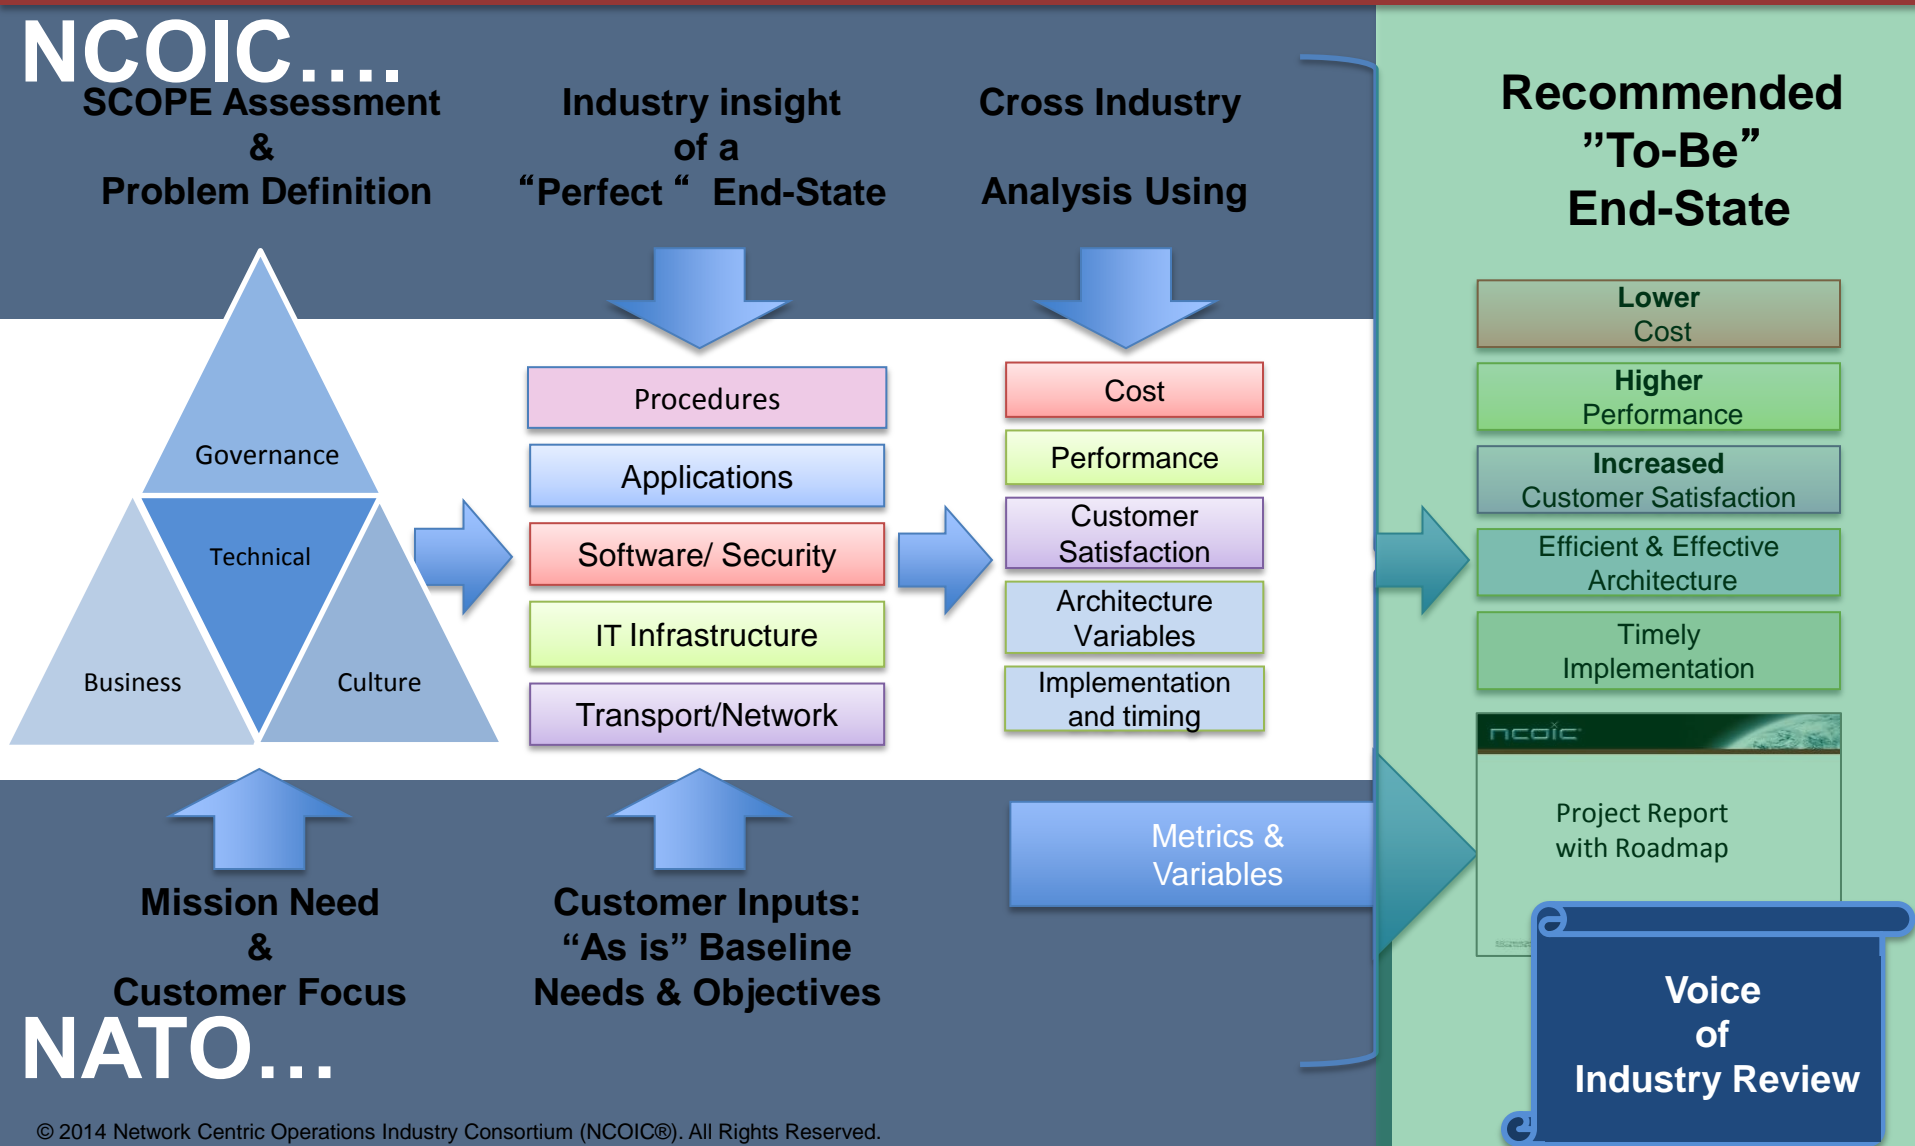 NCOIC....
SCOPE Assessment
&
Problem Definition
Industry insight
of a
“Perfect “ End-State
Cross Industry
Analysis Using
Recommended
”To-Be”
End-State
Governance
Technical
Business
Culture
Procedures
Applications
Software/ Security
IT Infrastructure
Transport/Network
Cost
Performance
Customer
Satisfaction
Architecture
Variables
Implementation
and timing
Lower
Cost
Higher
Performance
Increased
Customer Satisfaction
Efficient & Effective
Architecture
Timely
Implementation
ncoic
Project Report
with Roadmap
Metrics &
Variables
Mission Need
&
Customer Focus
Customer Inputs:
“As is” Baseline
Needs & Objectives
NATO...
Voice
of
Industry Review
© 2014 Network Centric Operations Industry Consortium (NCOIC®). All Rights Reserved.